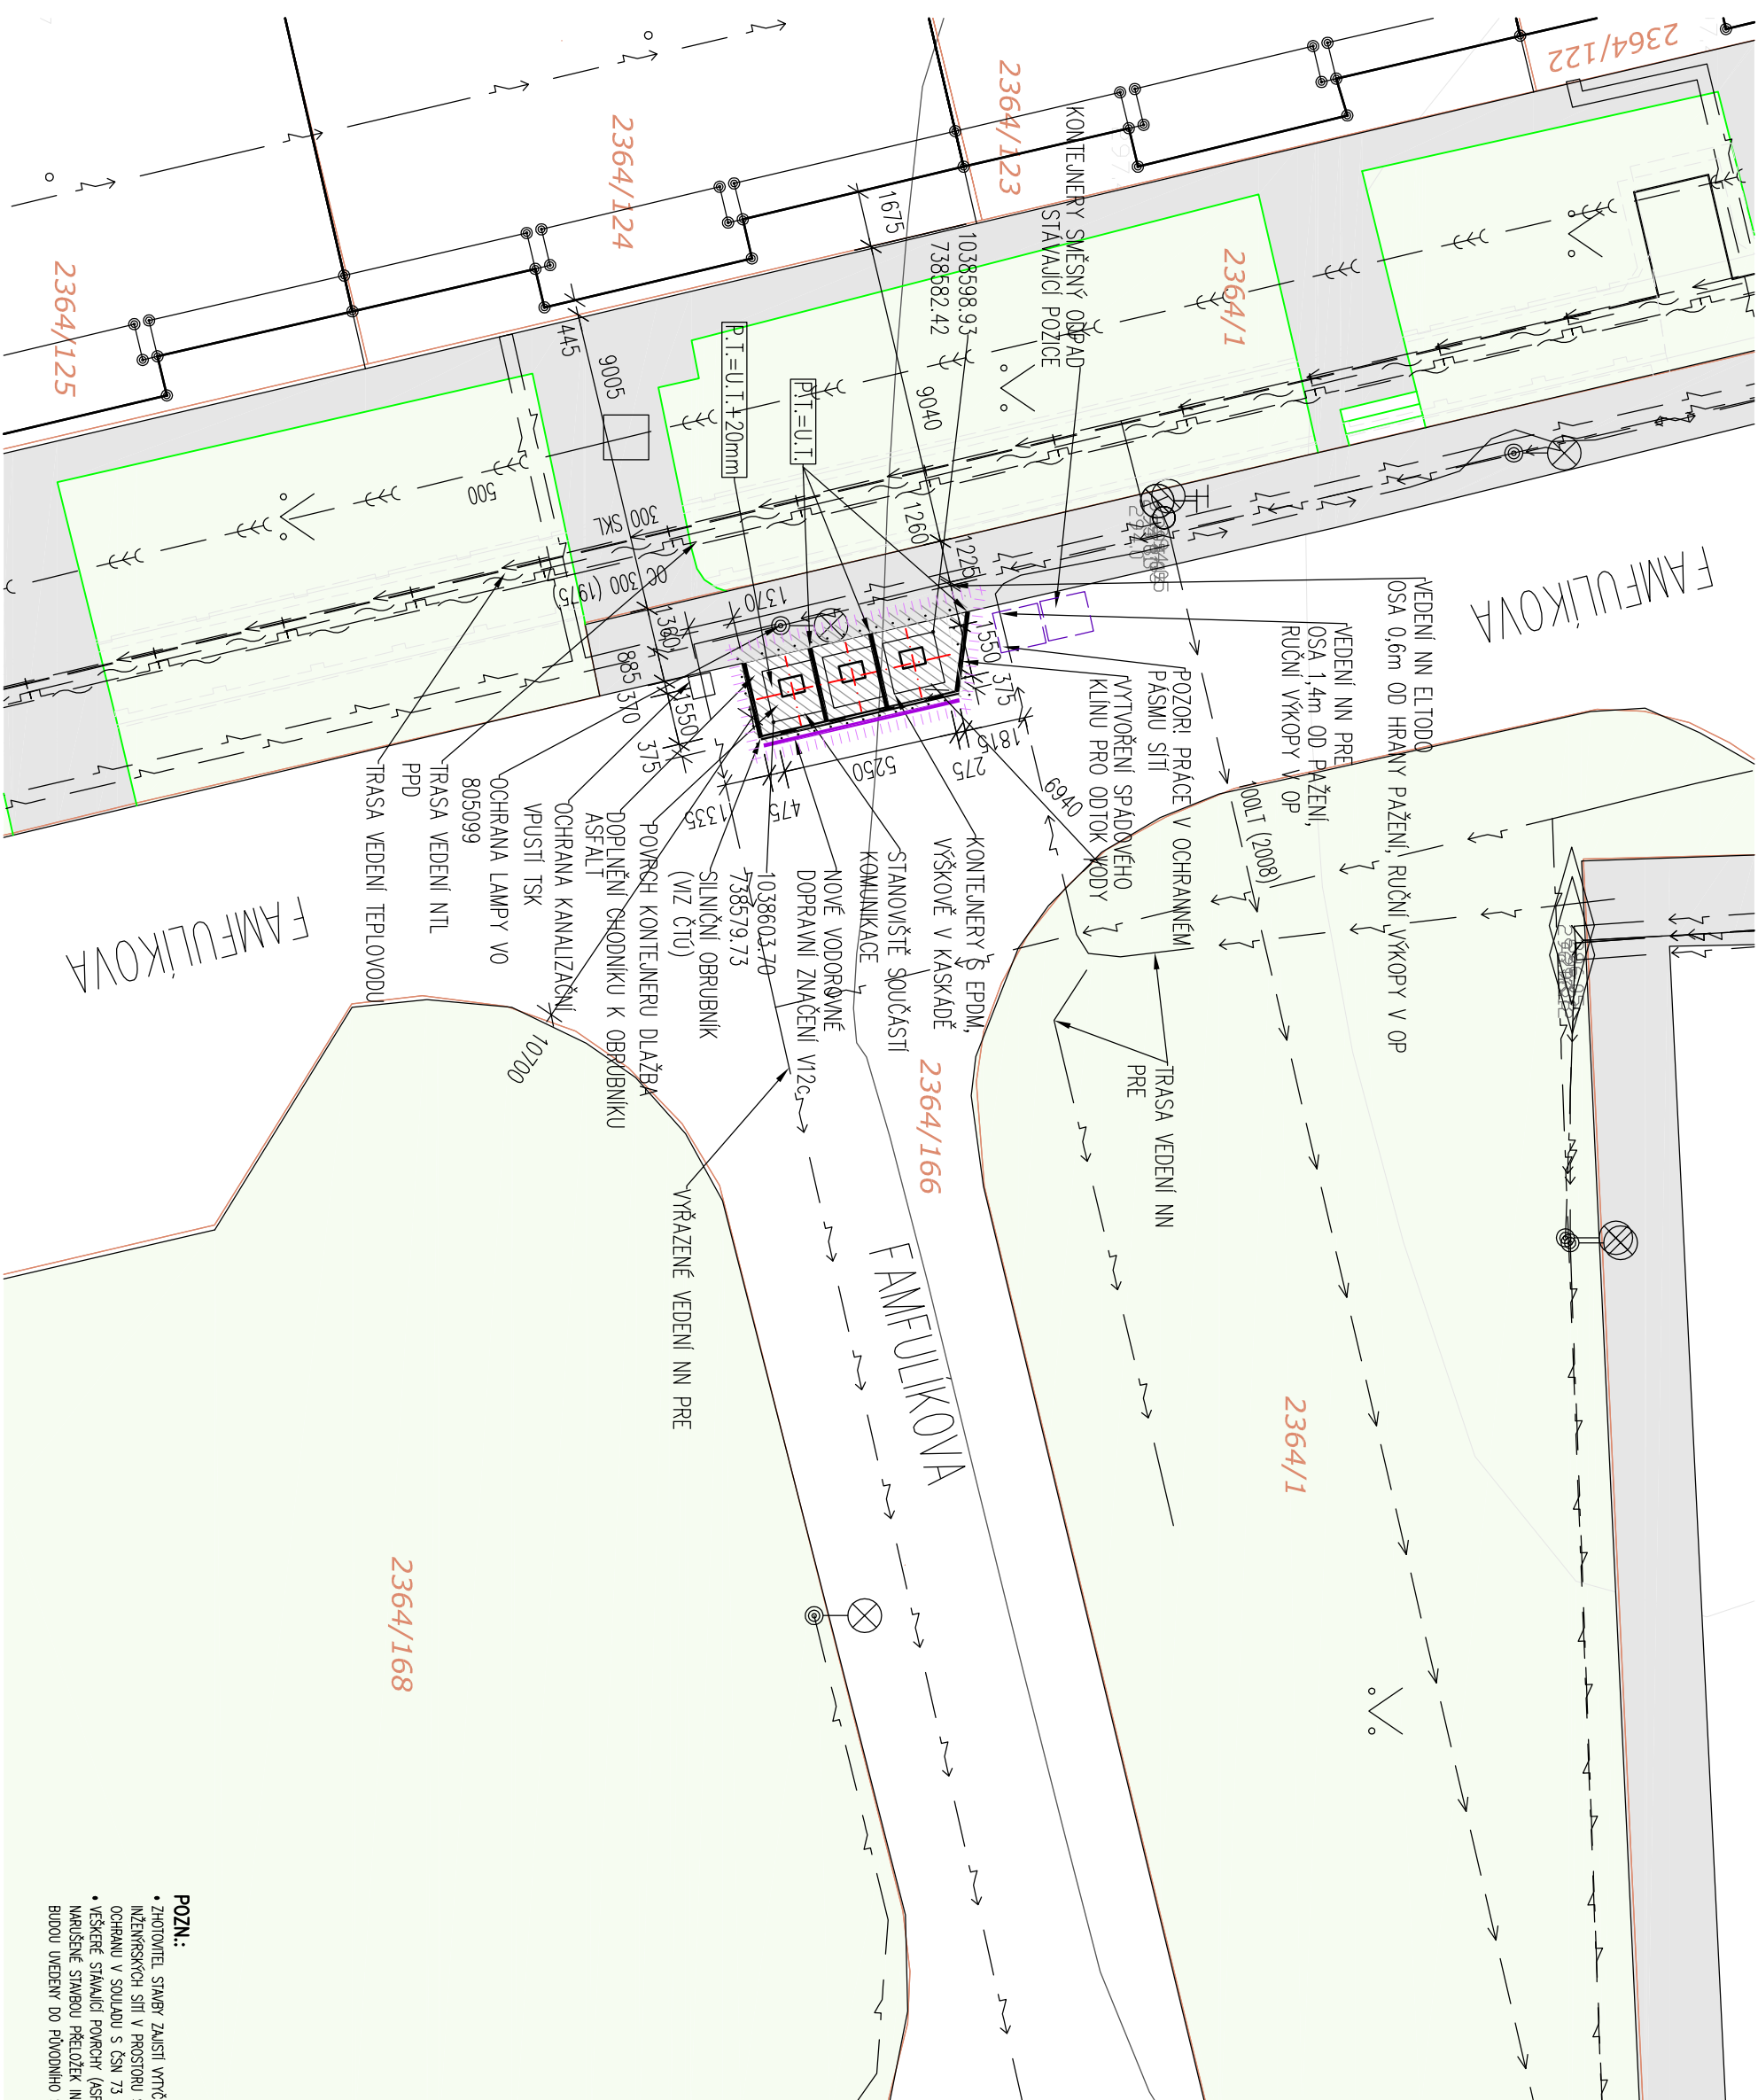 2364/122
2364/123
2364/124
2364/125
2364/1
KONTEJNERY SMĚSNÝ ODPAD
STÁVAJÍCÍ POZICE
1675
1038598.93
738582.42
9040
1260
1225
445
9005
P.T.=U.T.+20mm
P.T.=U.T.
500
300 SKL
OC 300 (1975)
1370
1360
885
370
1550
375
1550
375
1815
275
5250
475
1335
6940
10700
FAMFULÍKOVA
VEDENÍ NN ELTODO
OSA 0,6m OD HRANY PAŽENÍ, RUČNÍ VÝKOPY V OP
VEDENÍ NN PRE
OSA 1,4m OD PAŽENÍ,
RUČNÍ VÝKOPY V OP
POZOR! PRÁCE V OCHRANNÉM
PÁSMU SÍTÍ
VYTVOŘENÍ SPÁDOVÉHO
KLÍNU PRO ODTOK VODY
KONTEJNERY S EPDM,
VÝŠKOVĚ V KASKÁDĚ
STANOVIŠTĚ SOUČÁSTÍ
KOMUNIKACE
NOVÉ VODOROVNÉ
DOPRAVNÍ ZNAČENÍ V12c
1038603.70
738579.73
SILNIČNÍ OBRUBNÍK
(VIZ ČTÚ)
POVRCH KONTEJNERU DLAŽBA
DOPLNĚNÍ CHODNÍKU K OBRUBNÍKU
ASFALT
OCHRANA KANALIZAČNÍ
VPUSTI TSK
OCHRANA LAMPY VO
805099
TRASA VEDENÍ NTL
PPD
TRASA VEDENÍ TEPLOVODU
FAMFULÍKOVA
TRASA VEDENÍ NN
PRE
VYŘAZENÉ VEDENÍ NN PRE
2364/166
FAMFULÍKOVA
2364/1
2364/168
POZN.:
• ZHOTOVITEL STAVBY ZAJISTÍ VYTYČ
INŽENÝRSKÝCH SÍTÍ V PROSTORU
OCHRANU V SOULADU S ČSN 73
• VEŠKERÉ STÁVAJÍCÍ POVRCHY (ASF
NARUŠENÉ STAVBOU PŘELOŽEK IN
BUDOU UVEDENY DO PŮVODNÍHO